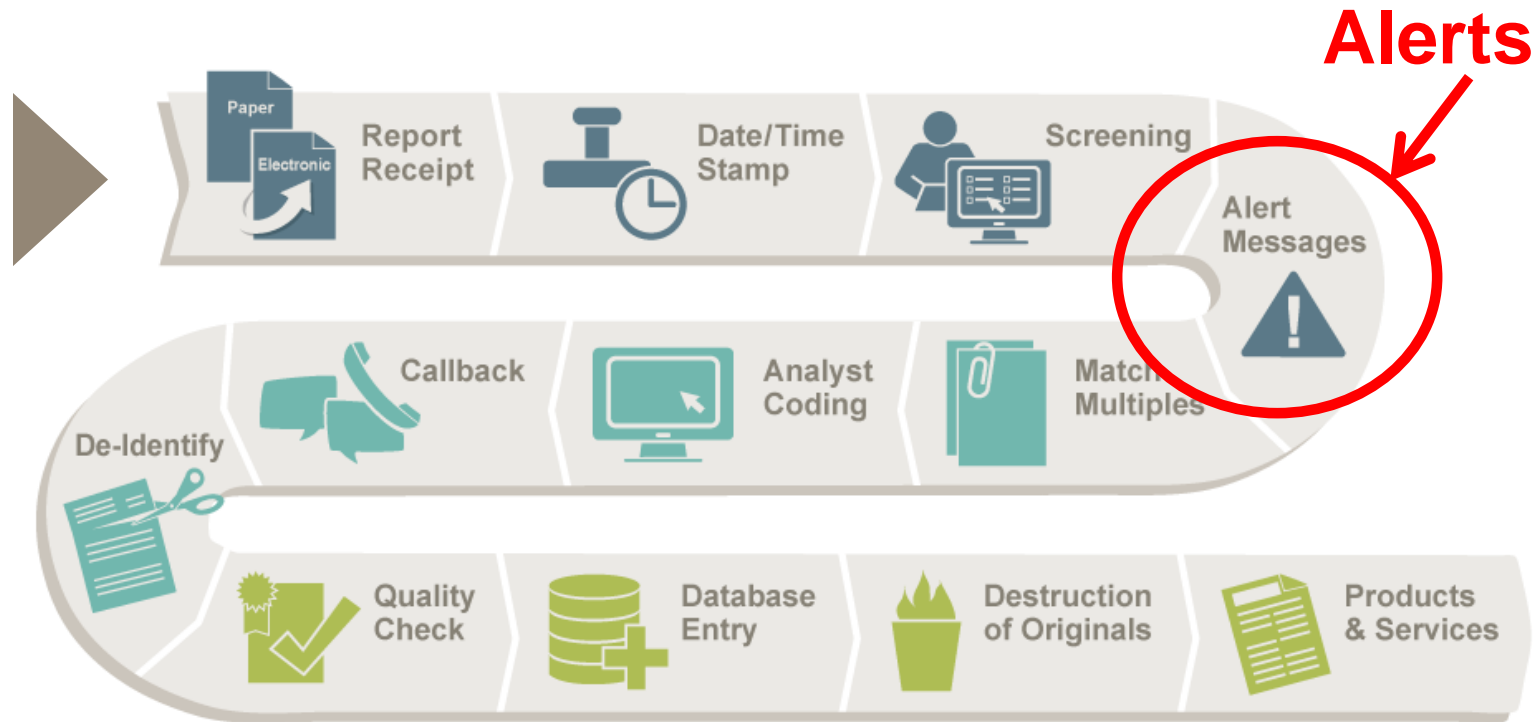 Alerts
Paper
Electronic
Report
Receipt
Date/Time
Stamp
Screening
Alert
Messages
Match
Multiples
Analyst
Coding
Callback
De-Identify
Quality
Check
Database
Entry
Destruction
of Originals
Products
& Services